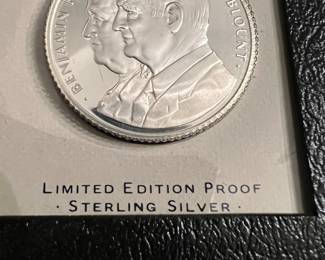 · BENJAMIN
BLOUNT ·
LIMITED EDITION PROOF
· STERLING SILVER ·